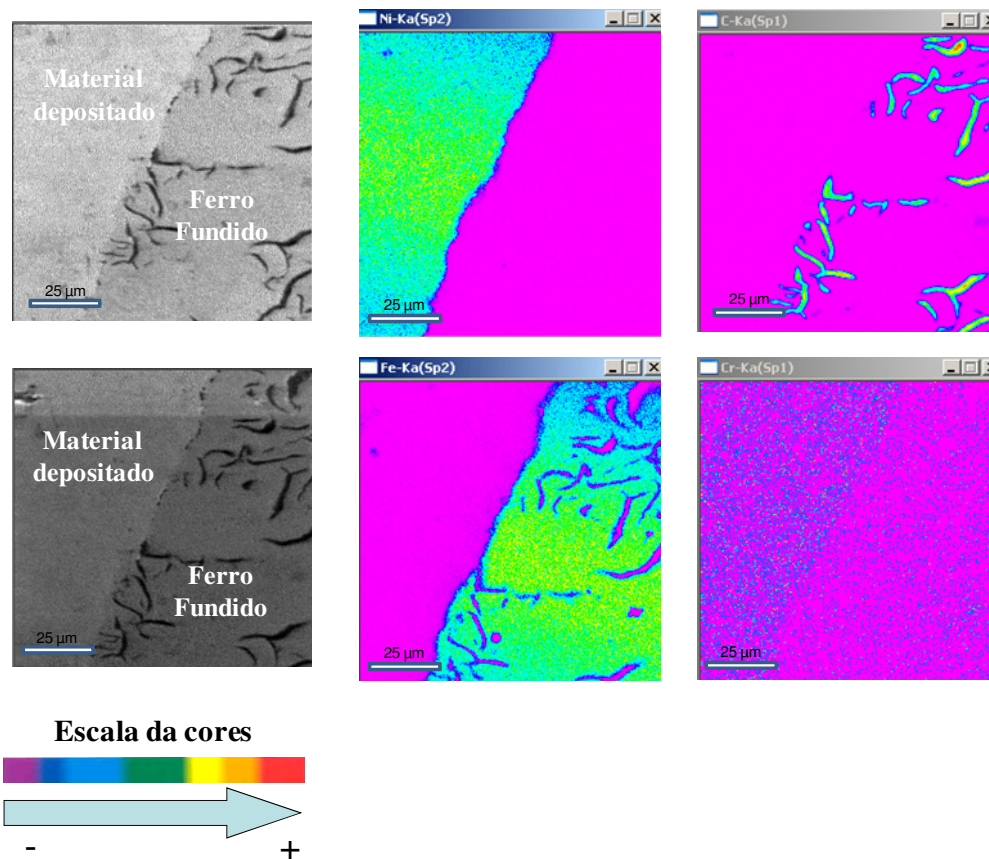 Material
depositado
Ferro
Fundido
25 µm
Ni-Ka(Sp2)
25 µm
C-Ka(Sp1)
25 µm
Material
depositado
Ferro
Fundido
25 µm
Fe-Ka(Sp2)
25 µm
Cr-Ka(Sp1)
25 µm
Escala da cores
- +